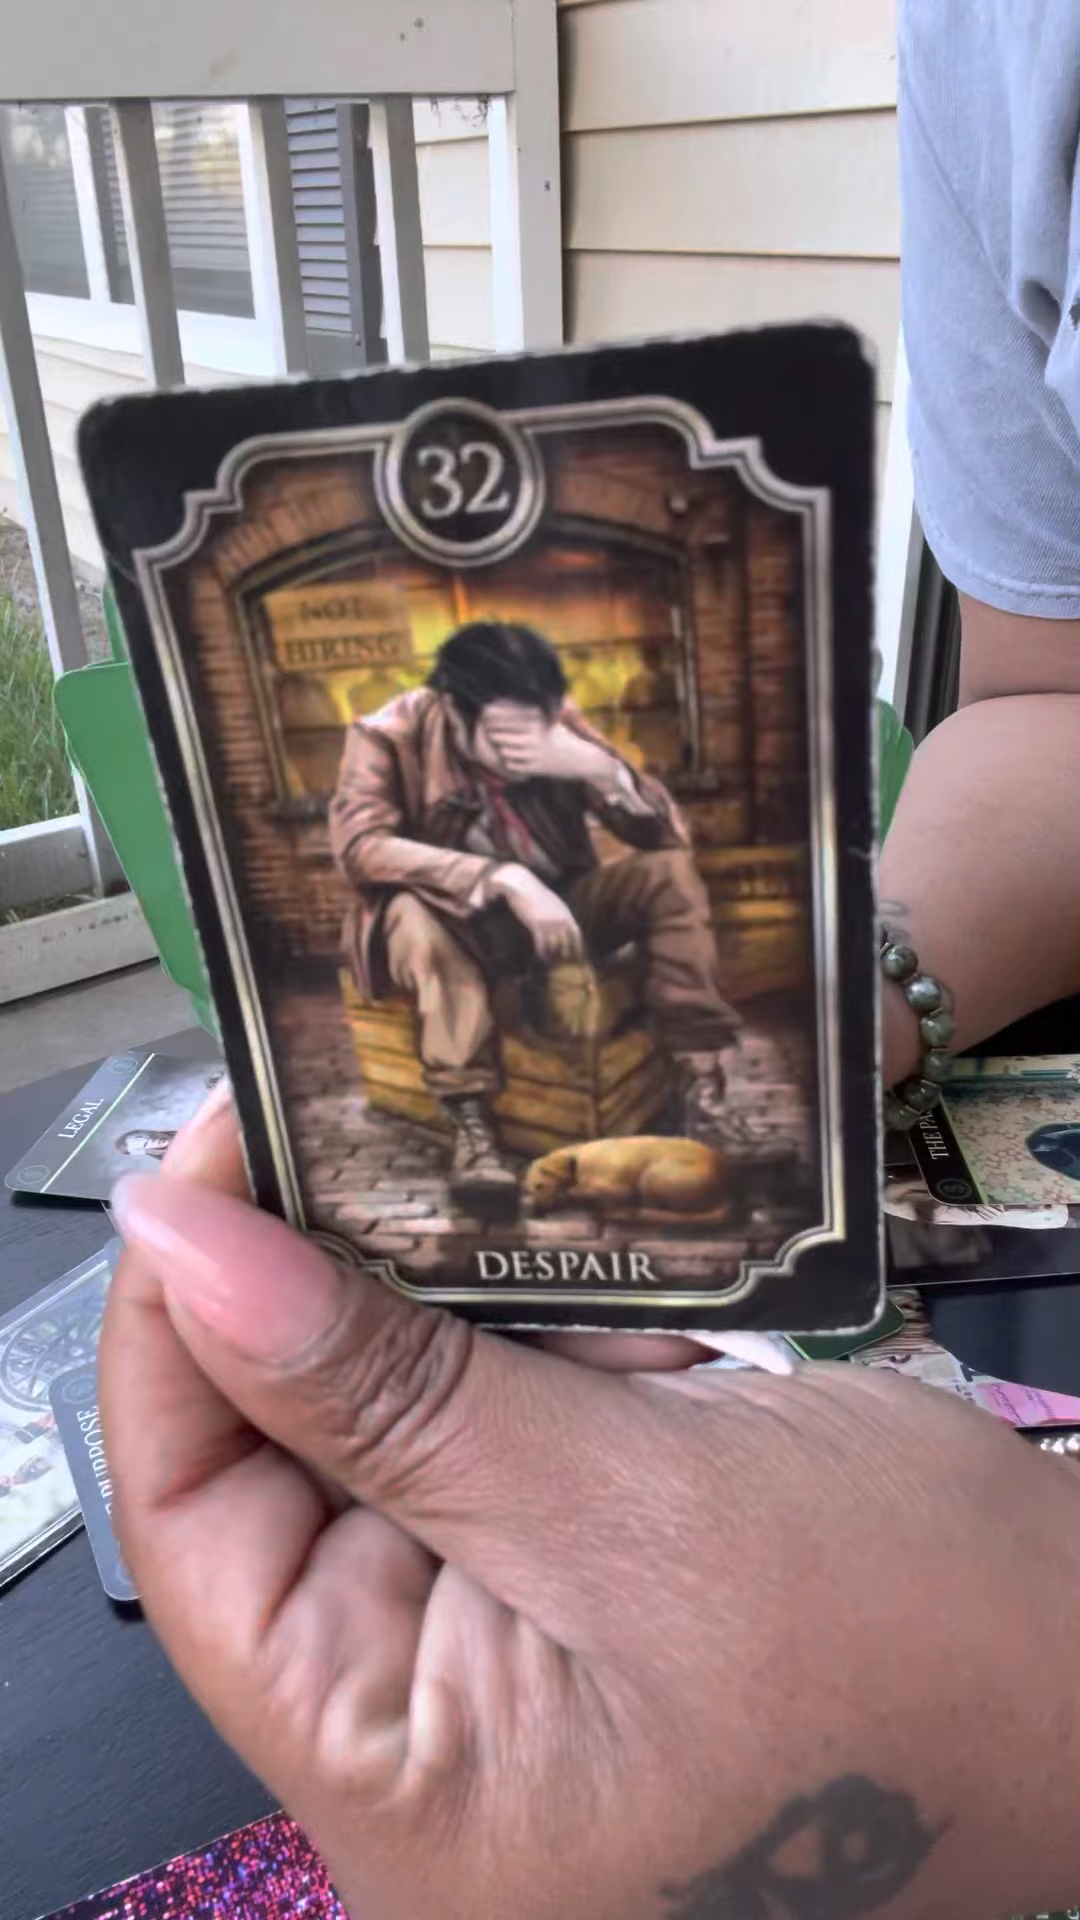 32
NOT
HIRING
DESPAIR
LEGAL
THE PA
PURPOSE